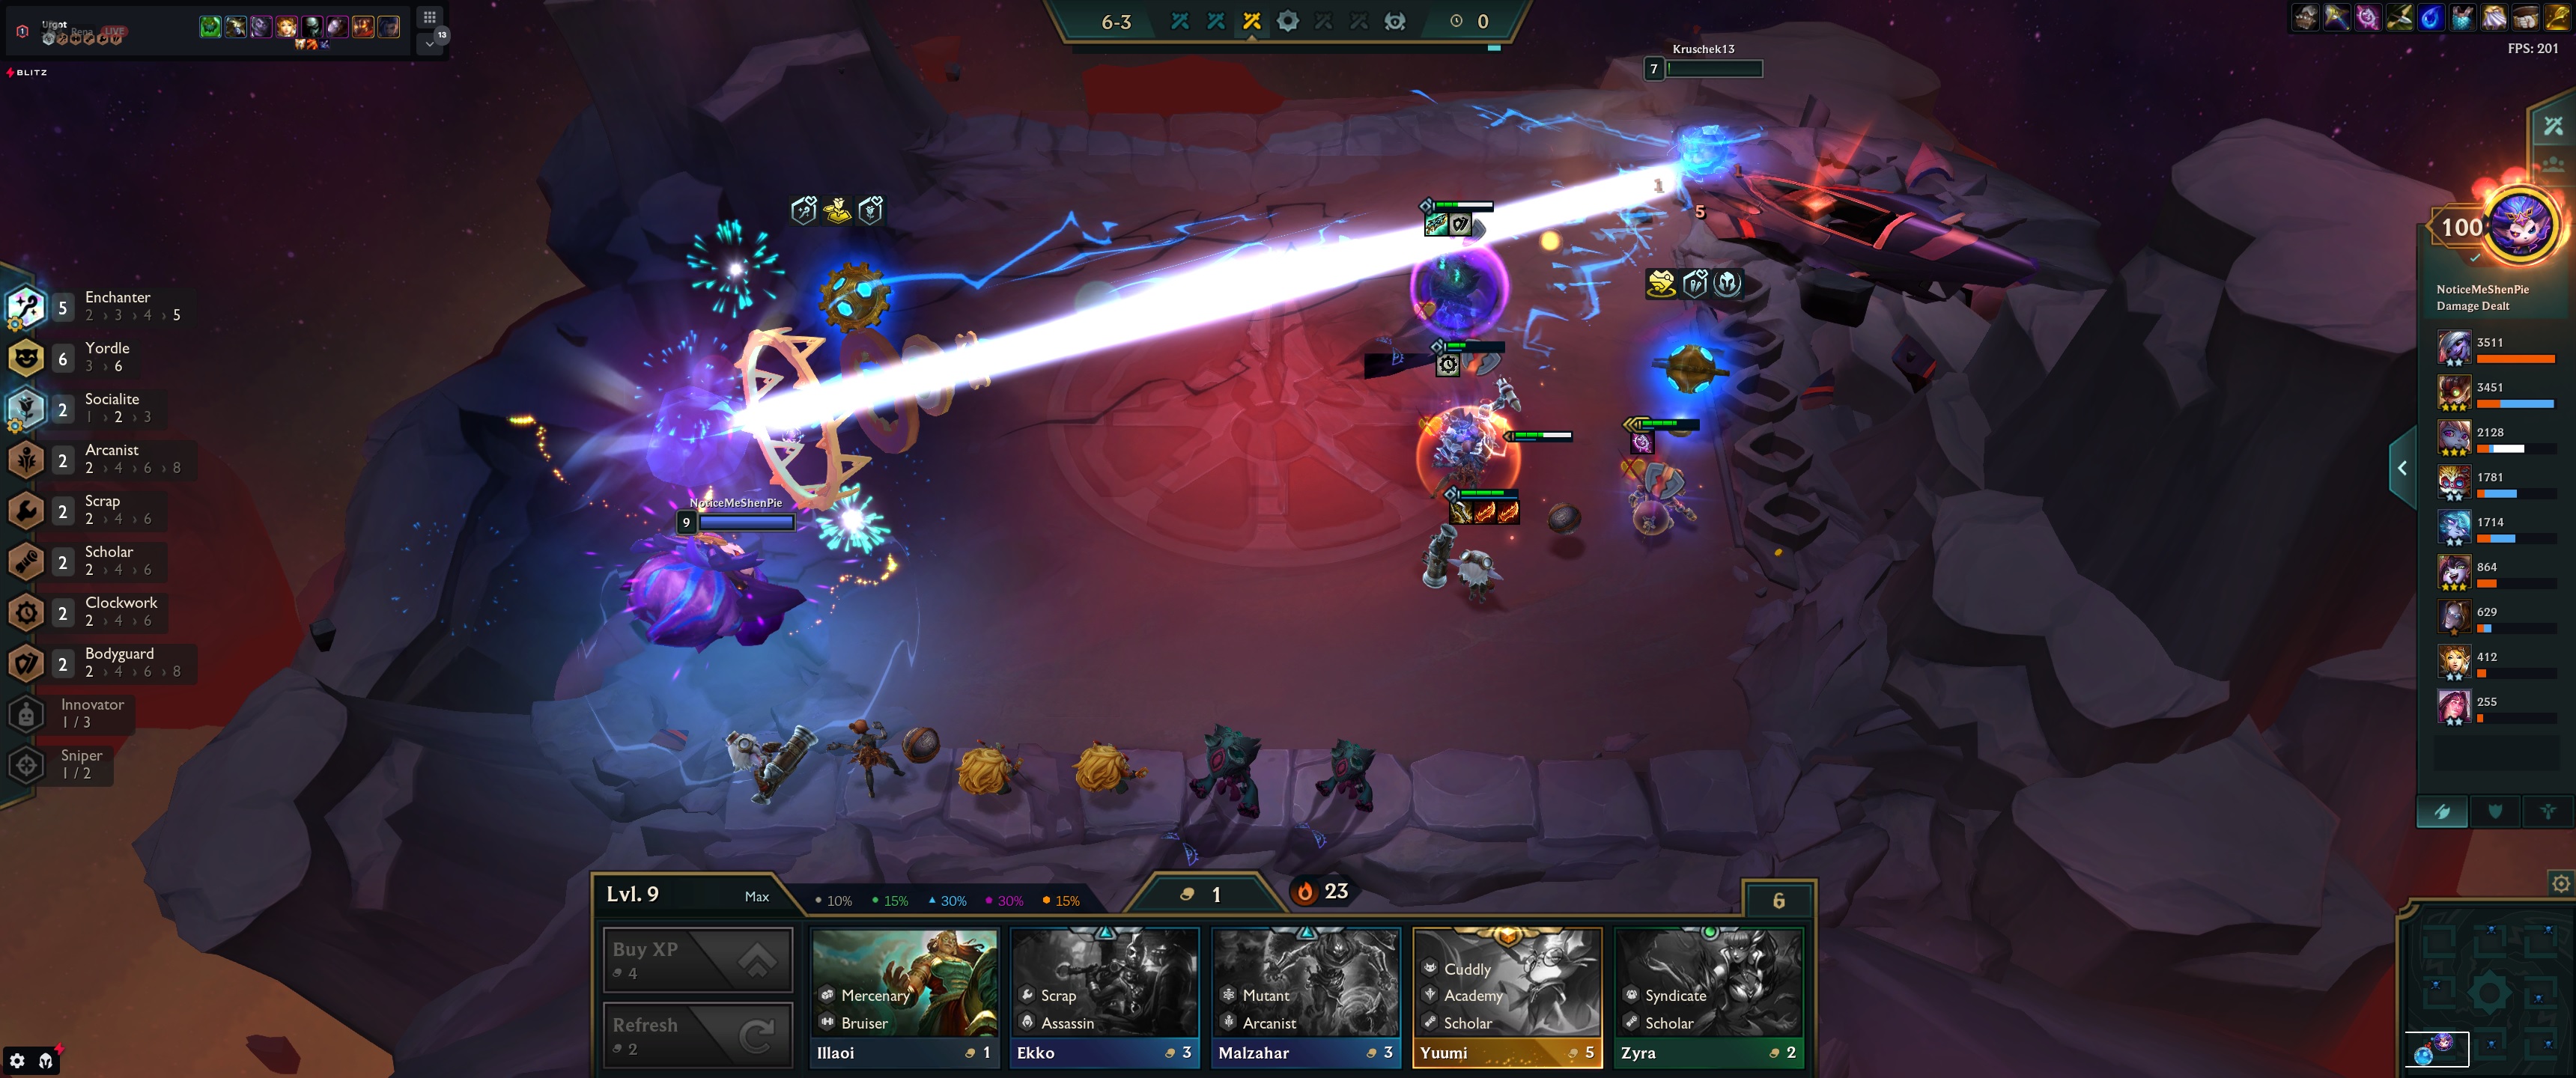 Urgot
Rena LIVE
13
BLITZ
6-3
0
FPS: 201
Kruschek13
7
5
100
NoticeMeShenPie
Damage Dealt
3511
3451
2128
1781
1714
864
629
412
255
5 Enchanter
2 › 3 › 4 › 5
6 Yordle
3 › 6
2 Socialite
1 › 2 › 3
2 Arcanist
2 › 4 › 6 › 8
2 Scrap
2 › 4 › 6
2 Scholar
2 › 4 › 6
2 Clockwork
2 › 4 › 6
2 Bodyguard
2 › 4 › 6 › 8
Innovator
1 / 3
Sniper
1 / 2
NoticeMeShenPie
9
Lvl. 9 Max
10% 15% 30% 30% 15%
1
23
6
Buy XP
4
Refresh
2
Mercenary
Bruiser
Illaoi 1
Scrap
Assassin
Ekko 3
Mutant
Arcanist
Malzahar 3
Cuddly
Academy
Scholar
Yuumi 5
Syndicate
Scholar
Zyra 2